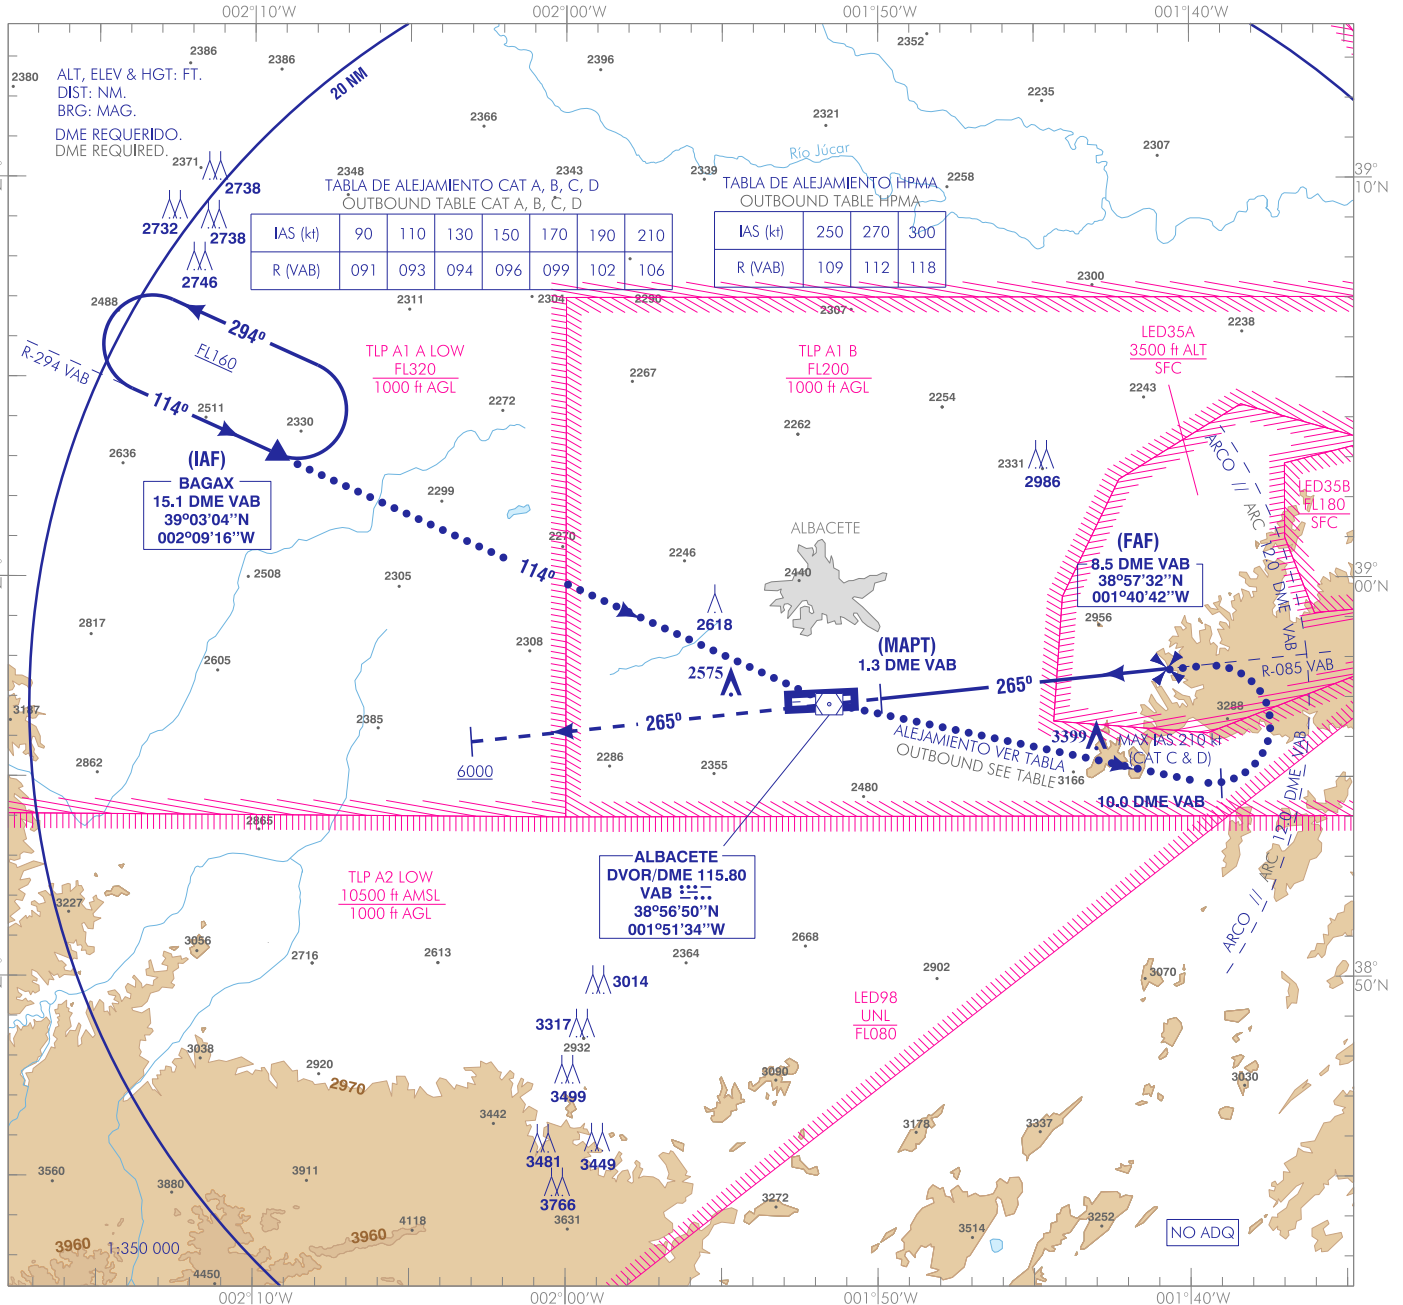 002°10'W 002°00'W 001°50'W 001°40'W
2386
2386
2380
2396
2352
2235
2366
2321
2307
ALT, ELEV & HGT: FT.
DIST: NM.
BRG: MAG.
DME REQUERIDO.
DME REQUIRED.
20 NM
Río Júcar
39°
10'N
2371
2348
2343
2339
2258
2738
2732
2738
2746
TABLA DE ALEJAMIENTO CAT A, B, C, D
OUTBOUND TABLE CAT A, B, C, D
IAS (kt) 90 110 130 150 170 190 210
R (VAB) 091 093 094 096 099 102 106
TABLA DE ALEJAMIENTO HPMA
OUTBOUND TABLE HPMA
IAS (kt) 250 270 300
R (VAB) 109 112 118
2488
2311
2304
2290
2307
2300
2238
294°
FL160
R-294 VAB
114°
TLP A1 A LOW
FL320
1000 ft AGL
TLP A1 B
FL200
1000 ft AGL
LED35A
3500 ft ALT
SFC
2267
2254
2243
2511
2330
2272
2262
2636
2331
2986
(IAF)
BAGAX
15.1 DME VAB
39°03'04''N
002°09'16''W
2299
2270
2246
ALBACETE
2440
ARCO // ARC 12.0 DME VAB
LED35B
FL180
SFC
(FAF)
8.5 DME VAB
38°57'32''N
001°40'42''W
00'N
2508
2305
114°
2618
2956
2817
2605
2308
2575
(MAPT)
1.3 DME VAB
R-085 VAB
265°
265°
3187
2385
3288
3399
MAX IAS 210 kt
(CAT C & D)
ALEJAMIENTO VER TABLA
OUTBOUND SEE TABLE
2862
6000
2286
2355
2480
3166
10.0 DME VAB
2865
ARCO // ARC 12.0 DME VAB
ALBACETE
DVOR/DME 115.80
VAB
38°56'50''N
001°51'34''W
TLP A2 LOW
10500 ft AMSL
1000 ft AGL
3227
3056
2716
2613
2364
2668
2902
3070
38°
50'N
3014
3317
2932
LED98
UNL
FL080
3038
2920
2970
3499
3090
3030
3442
3178
3337
3481
3449
3560
3880
3911
3766
3631
3272
3252
3514
4118
3960
3960
1:350 000
4450
NO ADQ
002°10'W 002°00'W 001°50'W 001°40'W